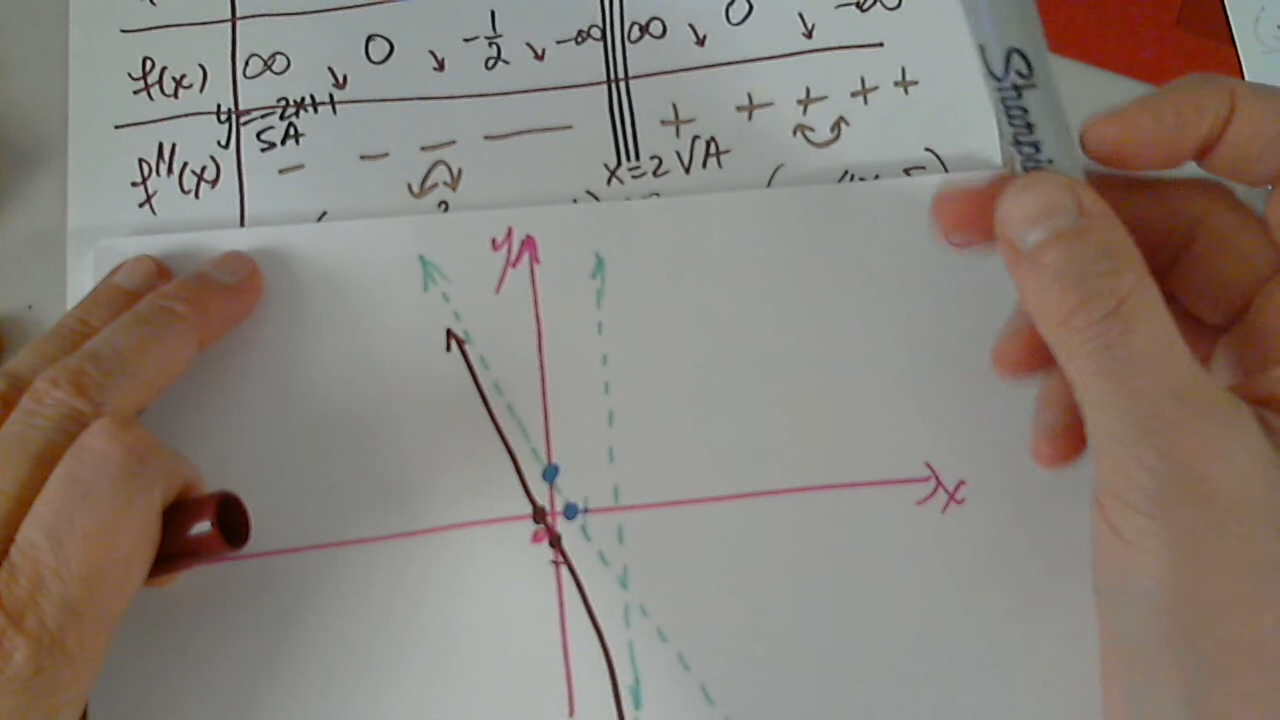 f(x) ∞ ↘ 0 ↘ -1/2 ↘ -∞ ∞ ↘ 0 ↘ -∞
y=-2x+1
SA
f"(x) - - - — + + + + +
x=2 VA
y
x
Sharpie